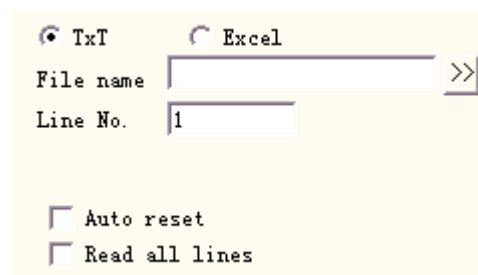 TxT Excel
File name >>
Line No. 1
Auto reset
Read all lines